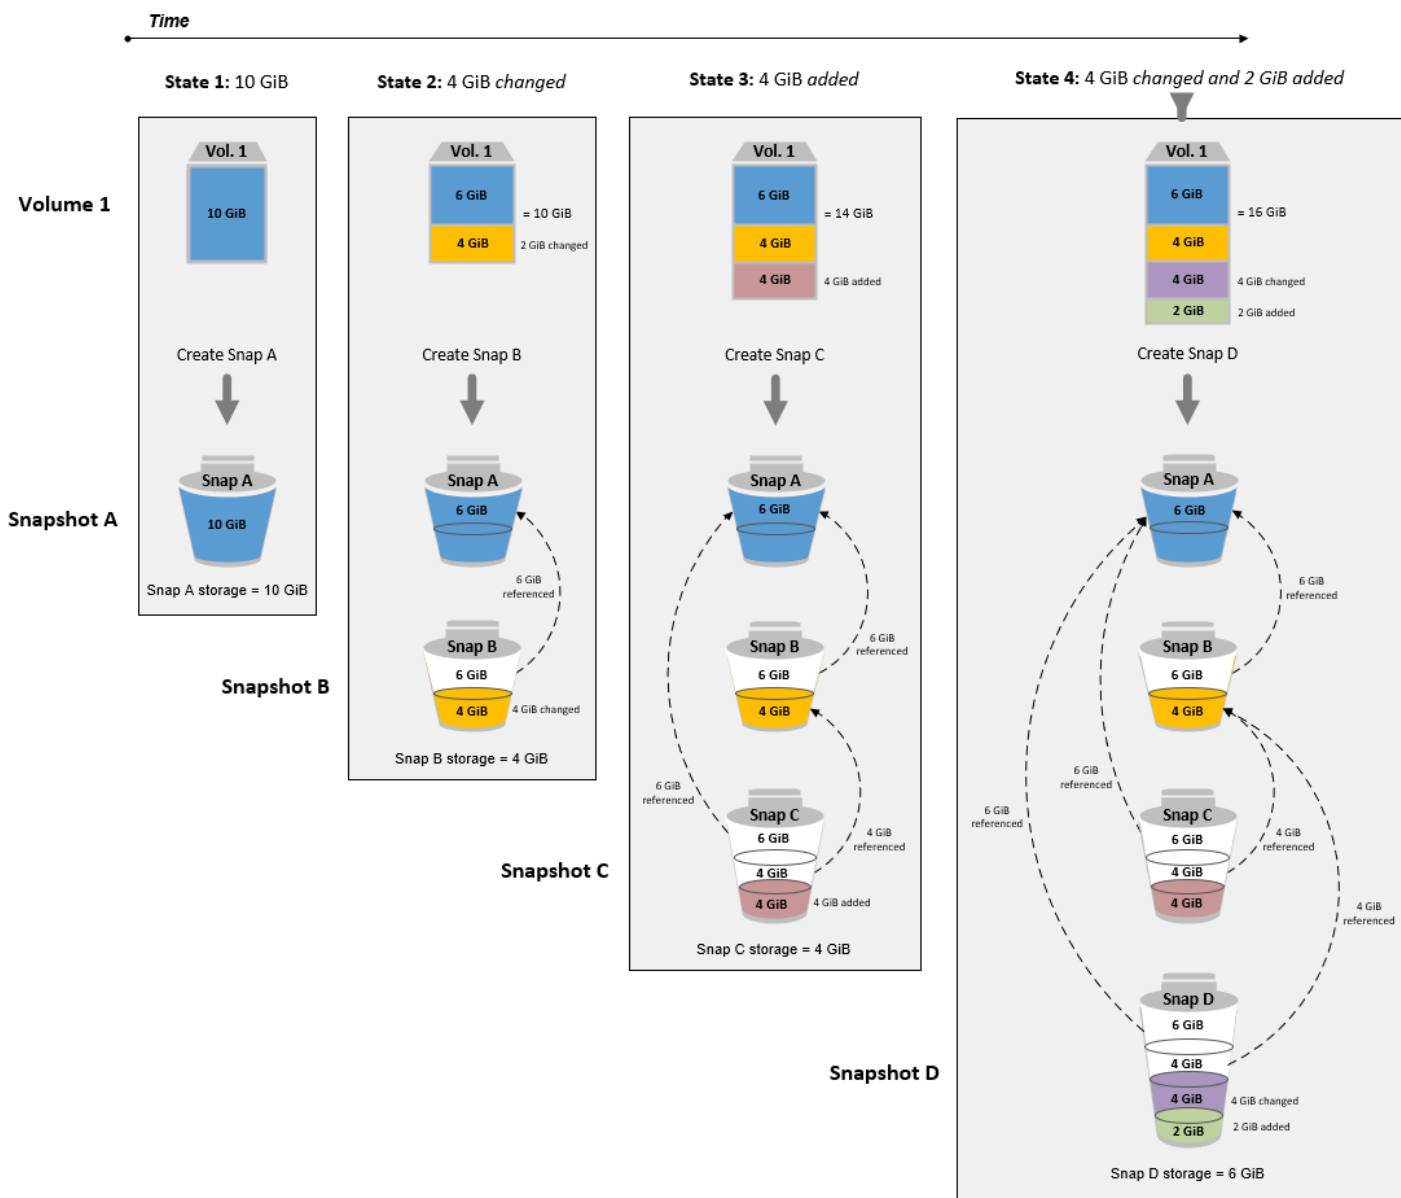 Time
State 1: 10 GiB
State 2: 4 GiB changed
State 3: 4 GiB added
State 4: 4 GiB changed and 2 GiB added
Volume 1
Vol. 1
10 GiB
Vol. 1
6 GiB
= 10 GiB
4 GiB
2 GiB changed
Vol. 1
6 GiB
= 14 GiB
4 GiB
4 GiB
4 GiB added
Vol. 1
6 GiB
= 16 GiB
4 GiB
4 GiB
4 GiB changed
2 GiB
2 GiB added
Create Snap A
Create Snap B
Create Snap C
Create Snap D
Snapshot A
Snap A
10 GiB
Snap A storage = 10 GiB
Snap A
6 GiB
6 GiB
referenced
Snap A
6 GiB
6 GiB
referenced
Snap A
6 GiB
6 GiB
referenced
Snapshot B
Snap B
6 GiB
4 GiB
4 GiB changed
Snap B storage = 4 GiB
Snap B
6 GiB
4 GiB
6 GiB
referenced
Snap B
6 GiB
4 GiB
6 GiB
referenced
6 GiB
referenced
Snapshot C
Snap C
6 GiB
4 GiB
4 GiB
4 GiB
referenced
4 GiB added
Snap C storage = 4 GiB
Snap C
6 GiB
4 GiB
4 GiB
4 GiB
referenced
4 GiB
referenced
Snapshot D
Snap D
6 GiB
4 GiB
4 GiB
4 GiB changed
2 GiB
2 GiB added
Snap D storage = 6 GiB